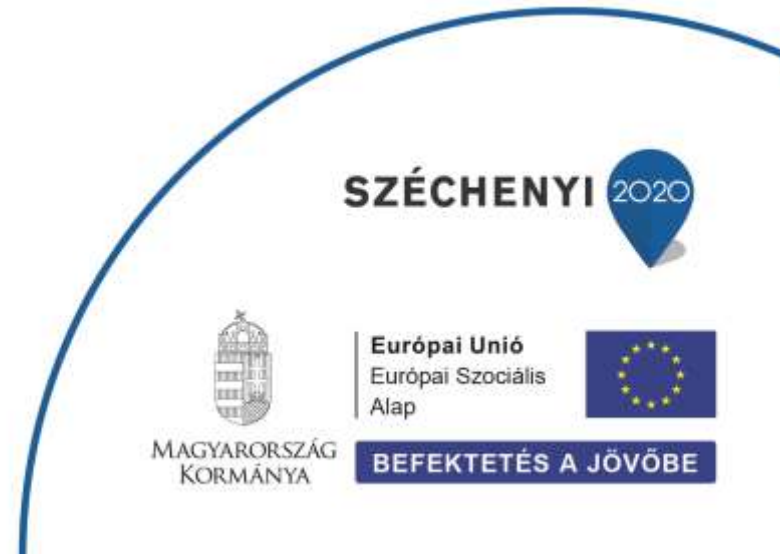 SZÉCHENYI 2020
Európai Unió
Európai Szociális
Alap
MAGYARORSZÁG
KORMÁNYA
BEFEKTETÉS A JÖVŐBE